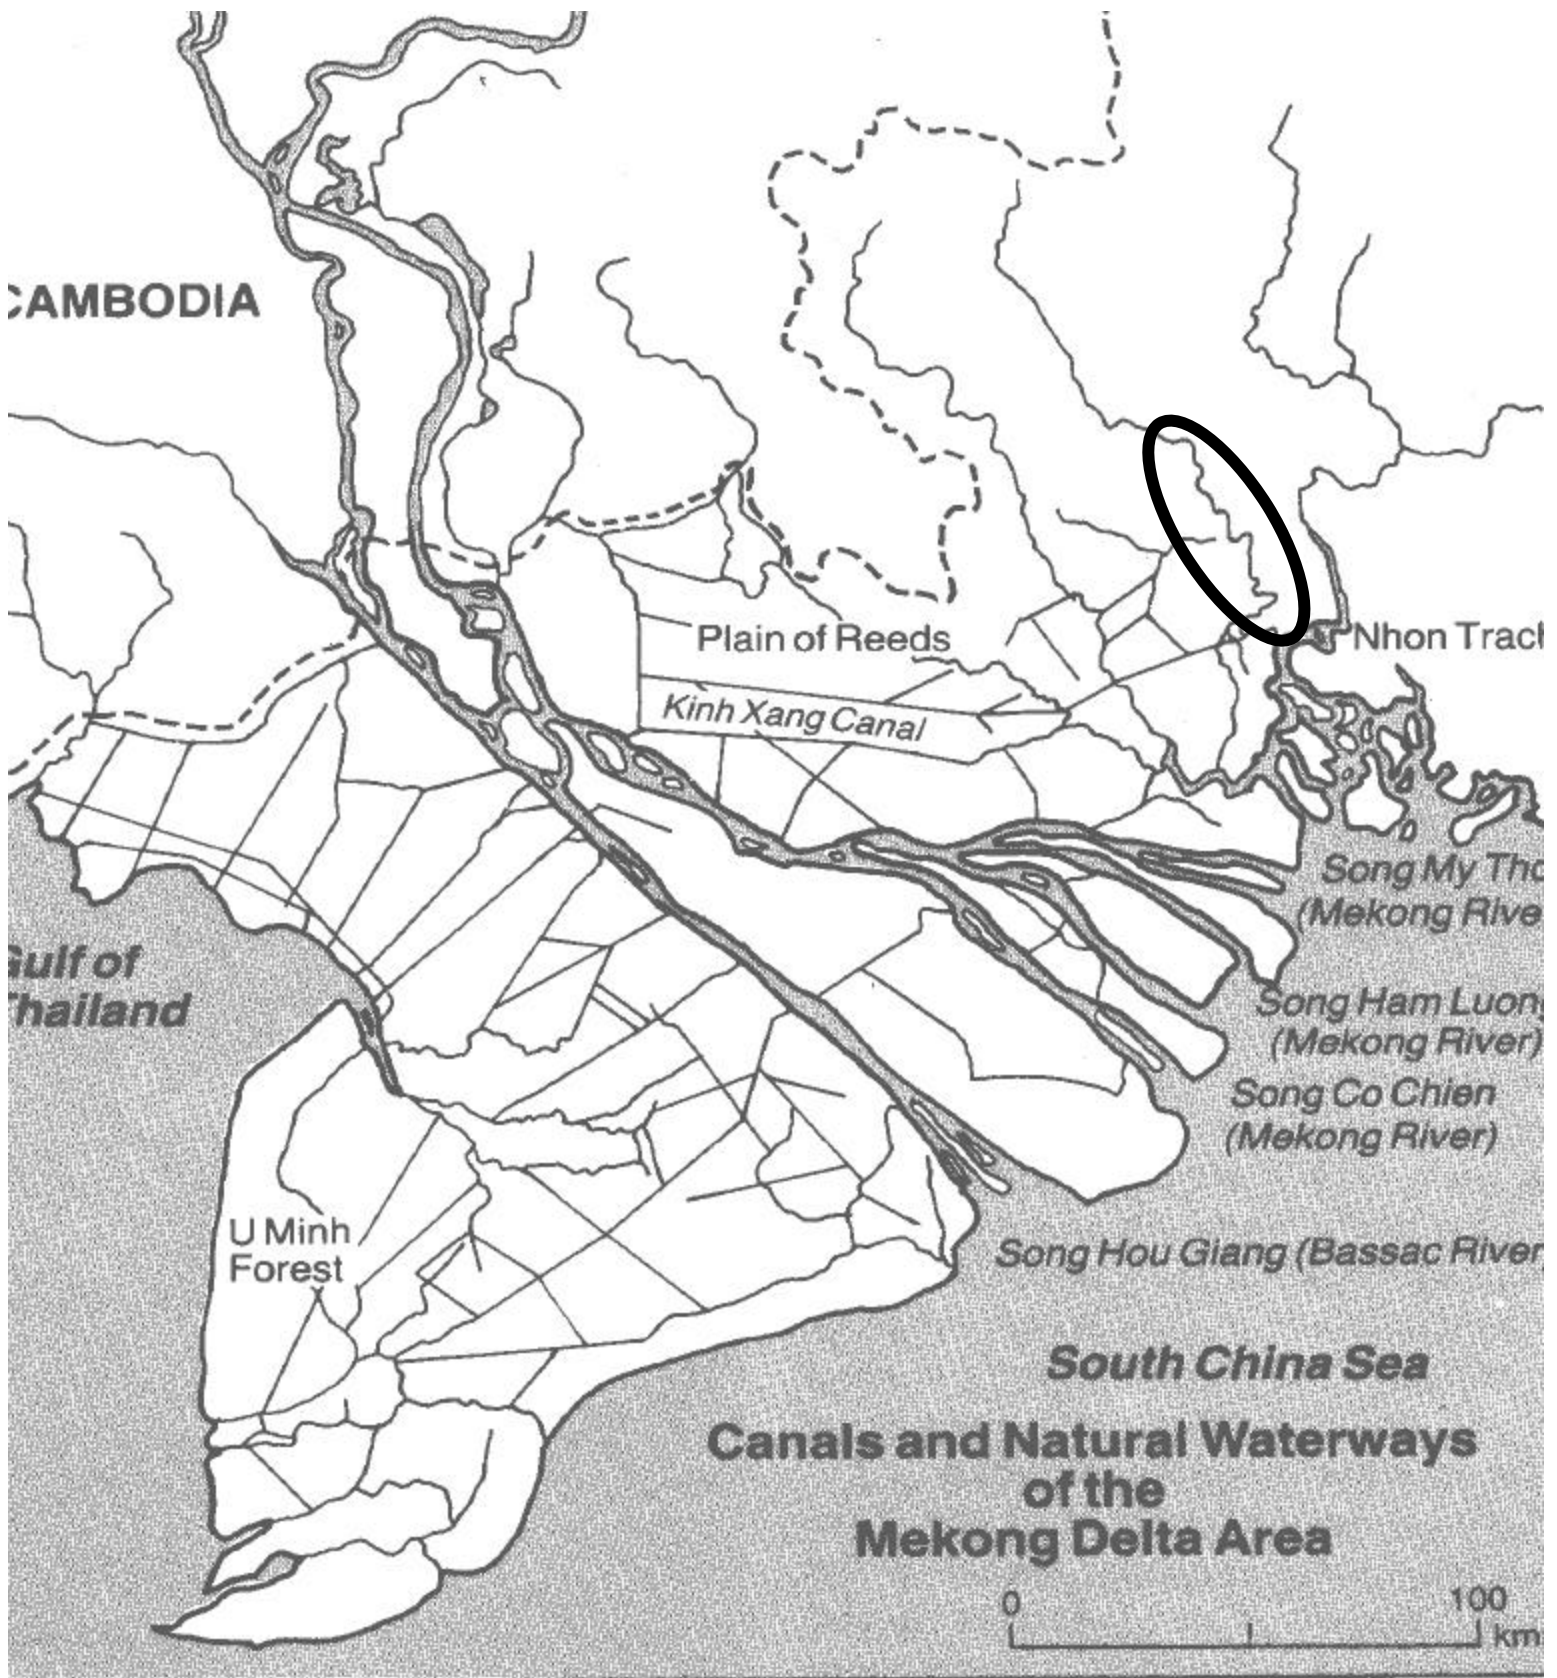 CAMBODIA
Plain of Reeds
Nhon Trach
Kinh Xang Canal
Song My Tho
(Mekong Rive
Gulf of
Thailand
Song Ham Luong
(Mekong River)
Song Co Chien
(Mekong River)
U Minh
Forest
Song Hou Giang (Bassac River
South China Sea
Canals and Natural Waterways
of the
Mekong Delta Area
0 100
km